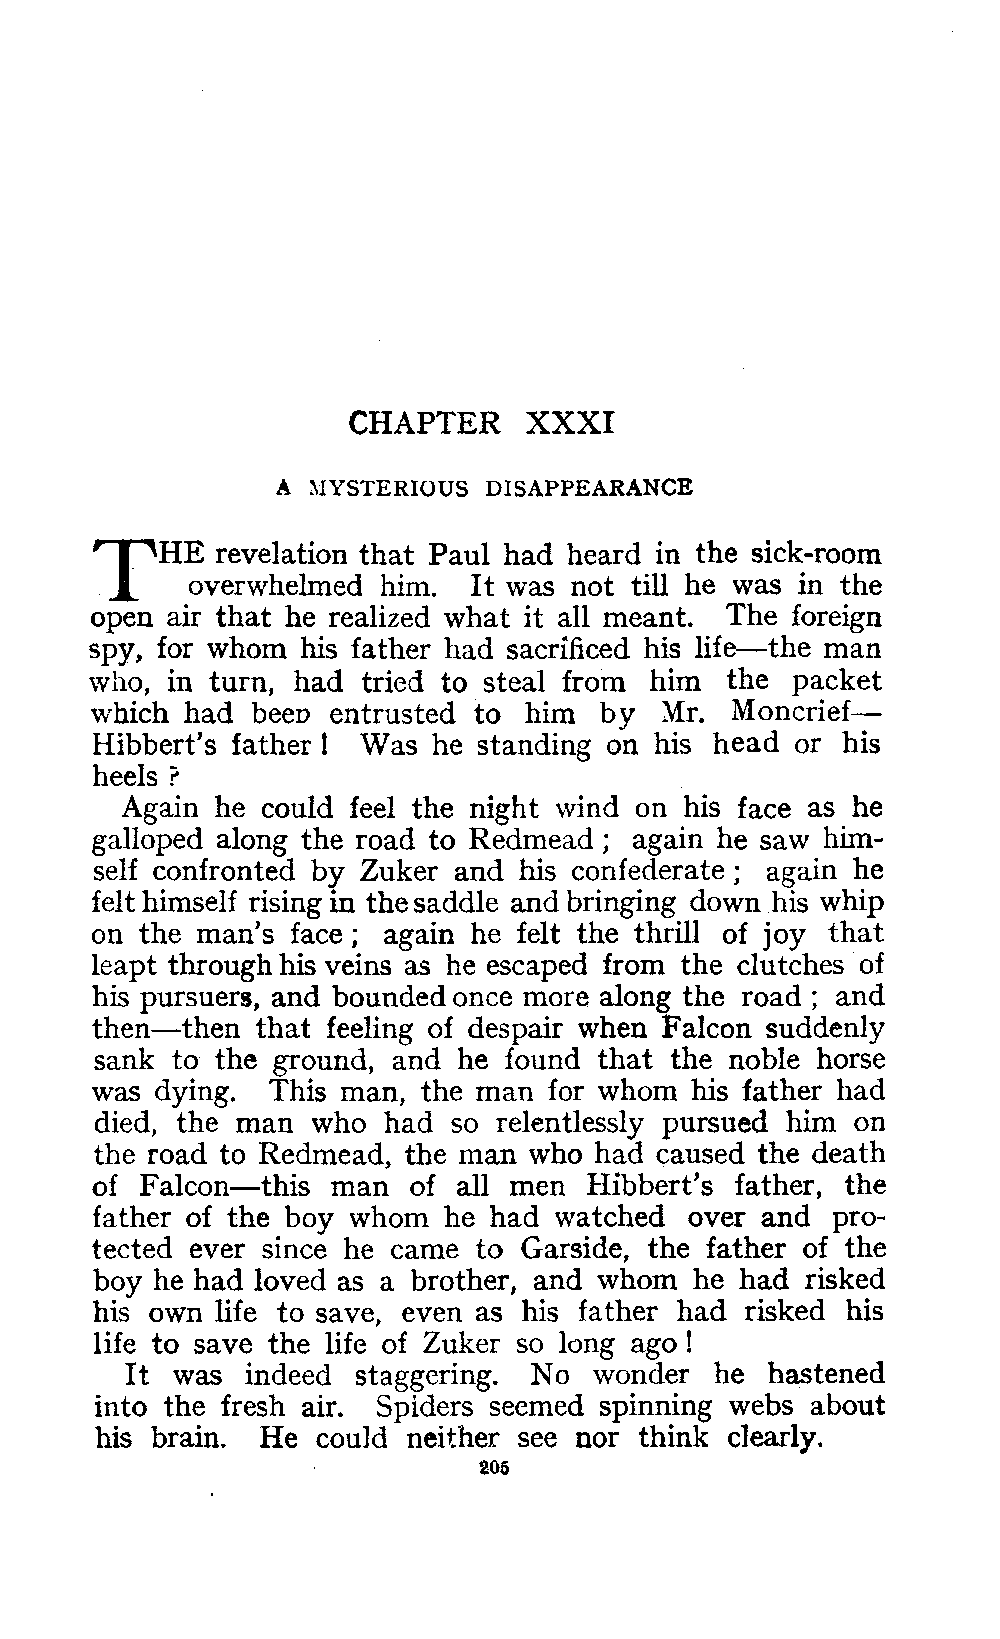 CHAPTER XXXI
A MYSTERIOUS DISAPPEARANCE
THE revelation that Paul had heard in the sick-room
overwhelmed him. It was not till he was in the
open air that he realized what it all meant. The foreign
spy, for whom his father had sacrificed his life—the man
who, in turn, had tried to steal from him the packet
which had been entrusted to him by Mr. Moncrief—
Hibbert's father! Was he standing on his head or his
heels?
Again he could feel the night wind on his face as he
galloped along the road to Redmead; again he saw him-
self confronted by Zuker and his confederate; again he
felt himself rising in the saddle and bringing down his whip
on the man's face; again he felt the thrill of joy that
leapt through his veins as he escaped from the clutches of
his pursuers, and bounded once more along the road; and
then—then that feeling of despair when Falcon suddenly
sank to the ground, and he found that the noble horse
was dying. This man, the man for whom his father had
died, the man who had so relentlessly pursued him on
the road to Redmead, the man who had caused the death
of Falcon—this man of all men Hibbert's father, the
father of the boy whom he had watched over and pro-
tected ever since he came to Garside, the father of the
boy he had loved as a brother, and whom he had risked
his own life to save, even as his father had risked his
life to save the life of Zuker so long ago!
It was indeed staggering. No wonder he hastened
into the fresh air. Spiders seemed spinning webs about
his brain. He could neither see nor think clearly.
205